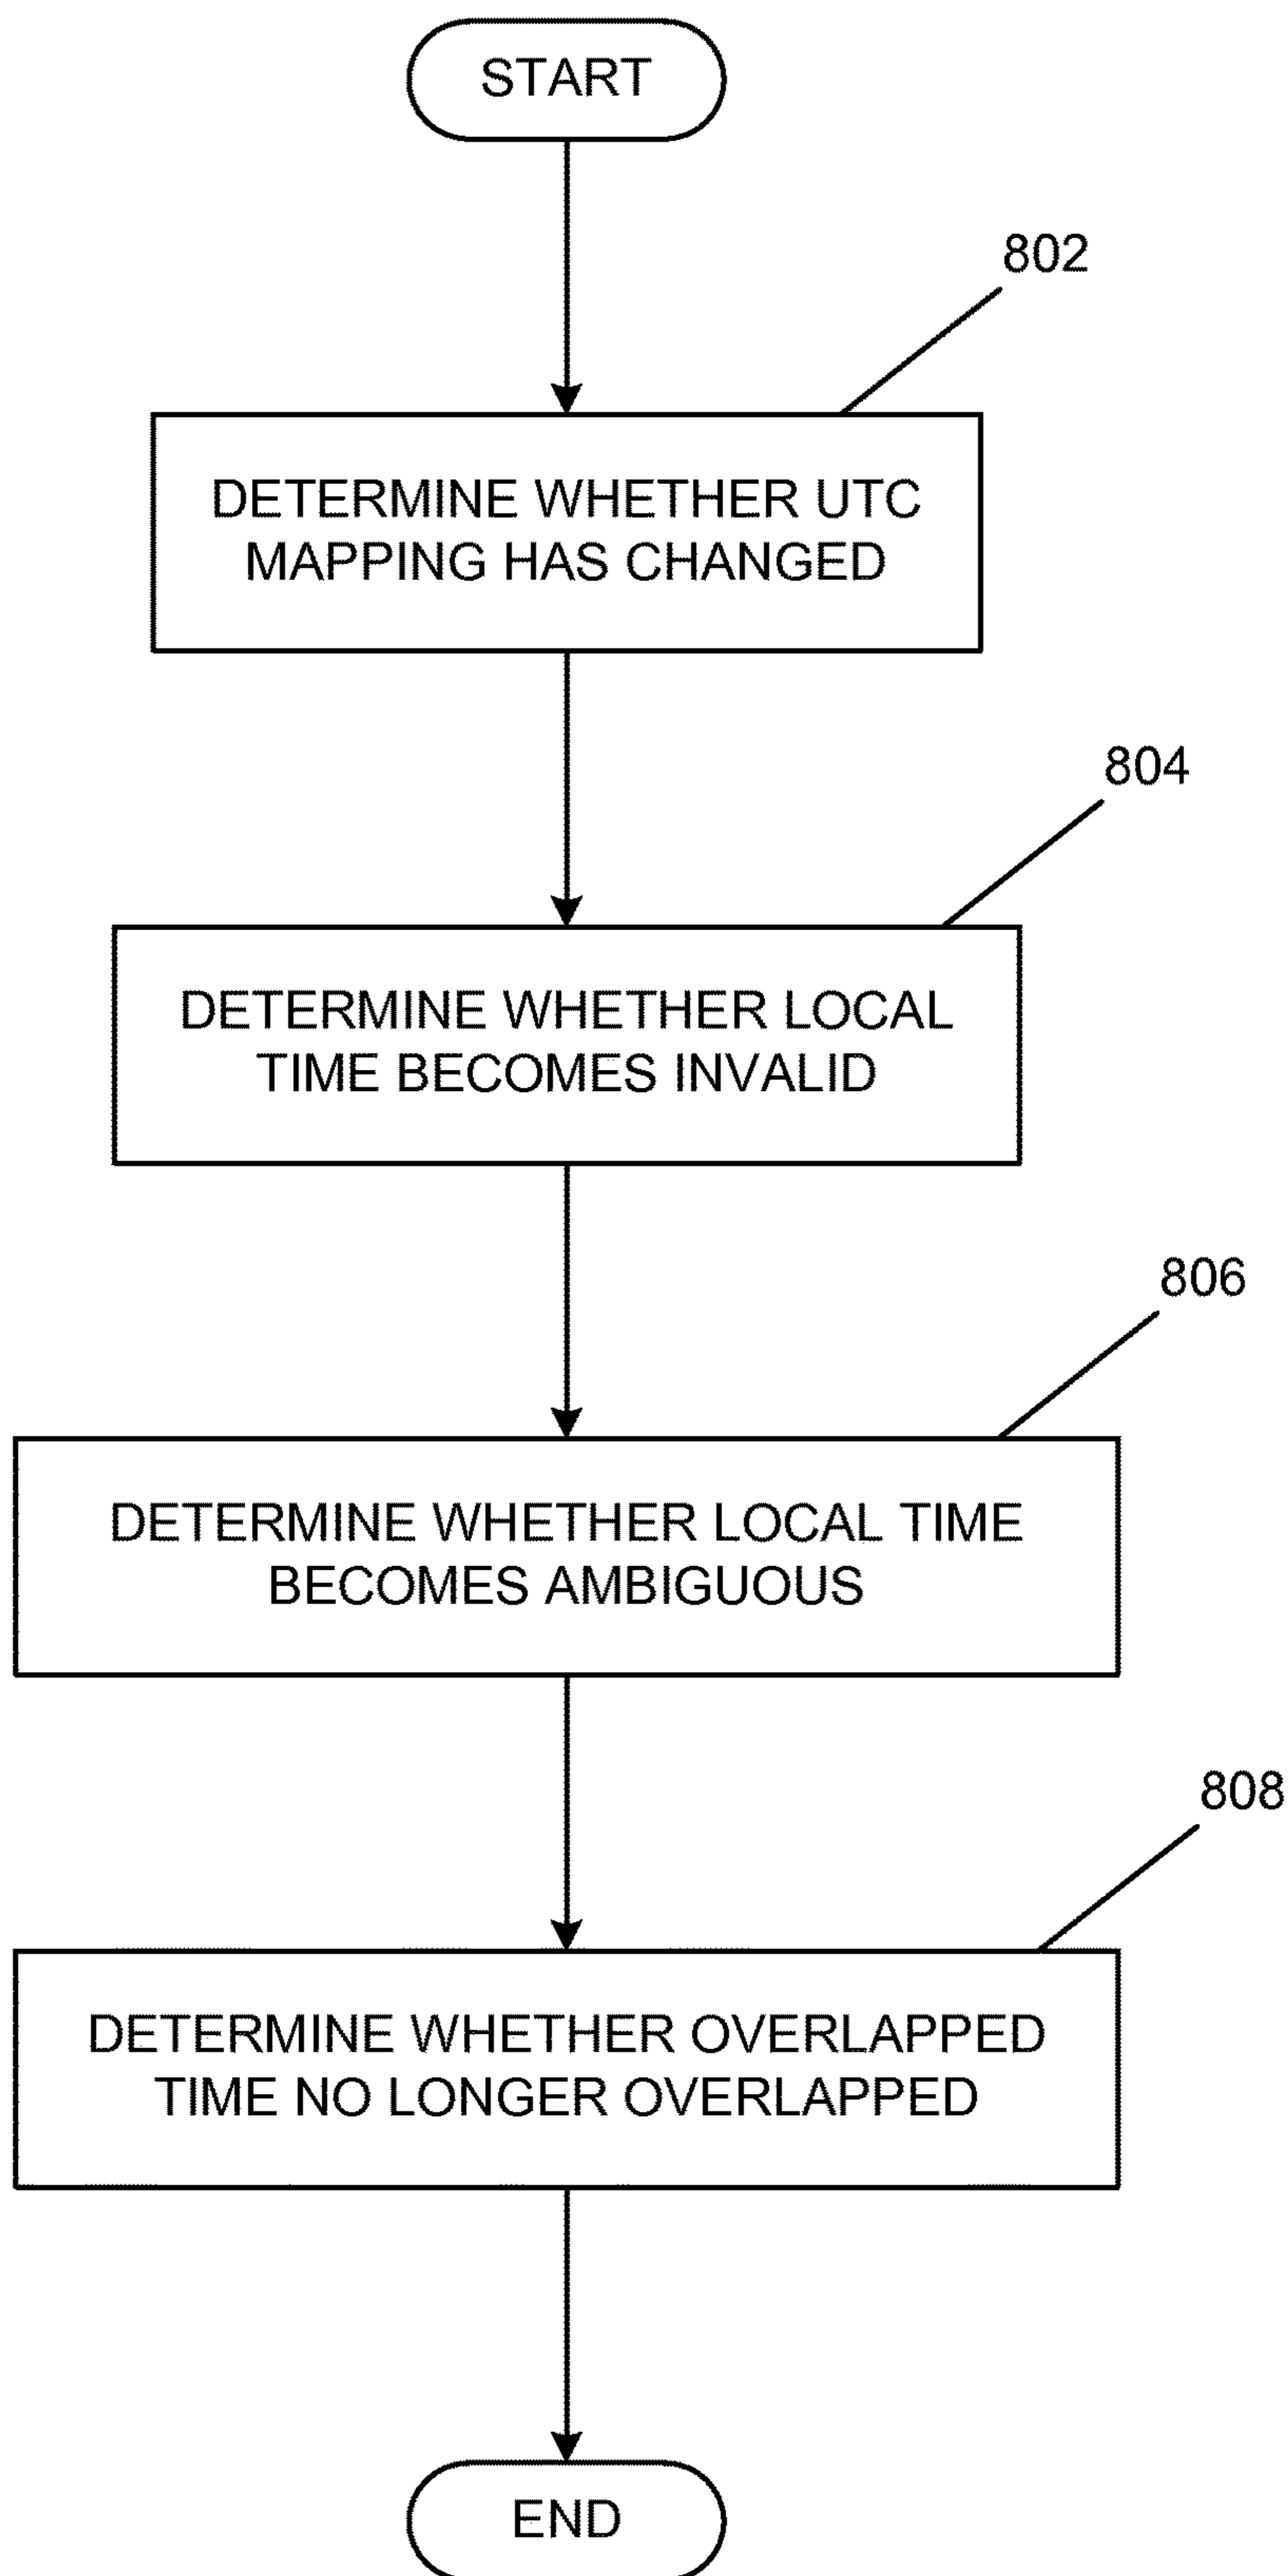 START
802
DETERMINE WHETHER UTC
MAPPING HAS CHANGED
804
DETERMINE WHETHER LOCAL
TIME BECOMES INVALID
806
DETERMINE WHETHER LOCAL TIME
BECOMES AMBIGUOUS
808
DETERMINE WHETHER OVERLAPPED
TIME NO LONGER OVERLAPPED
END